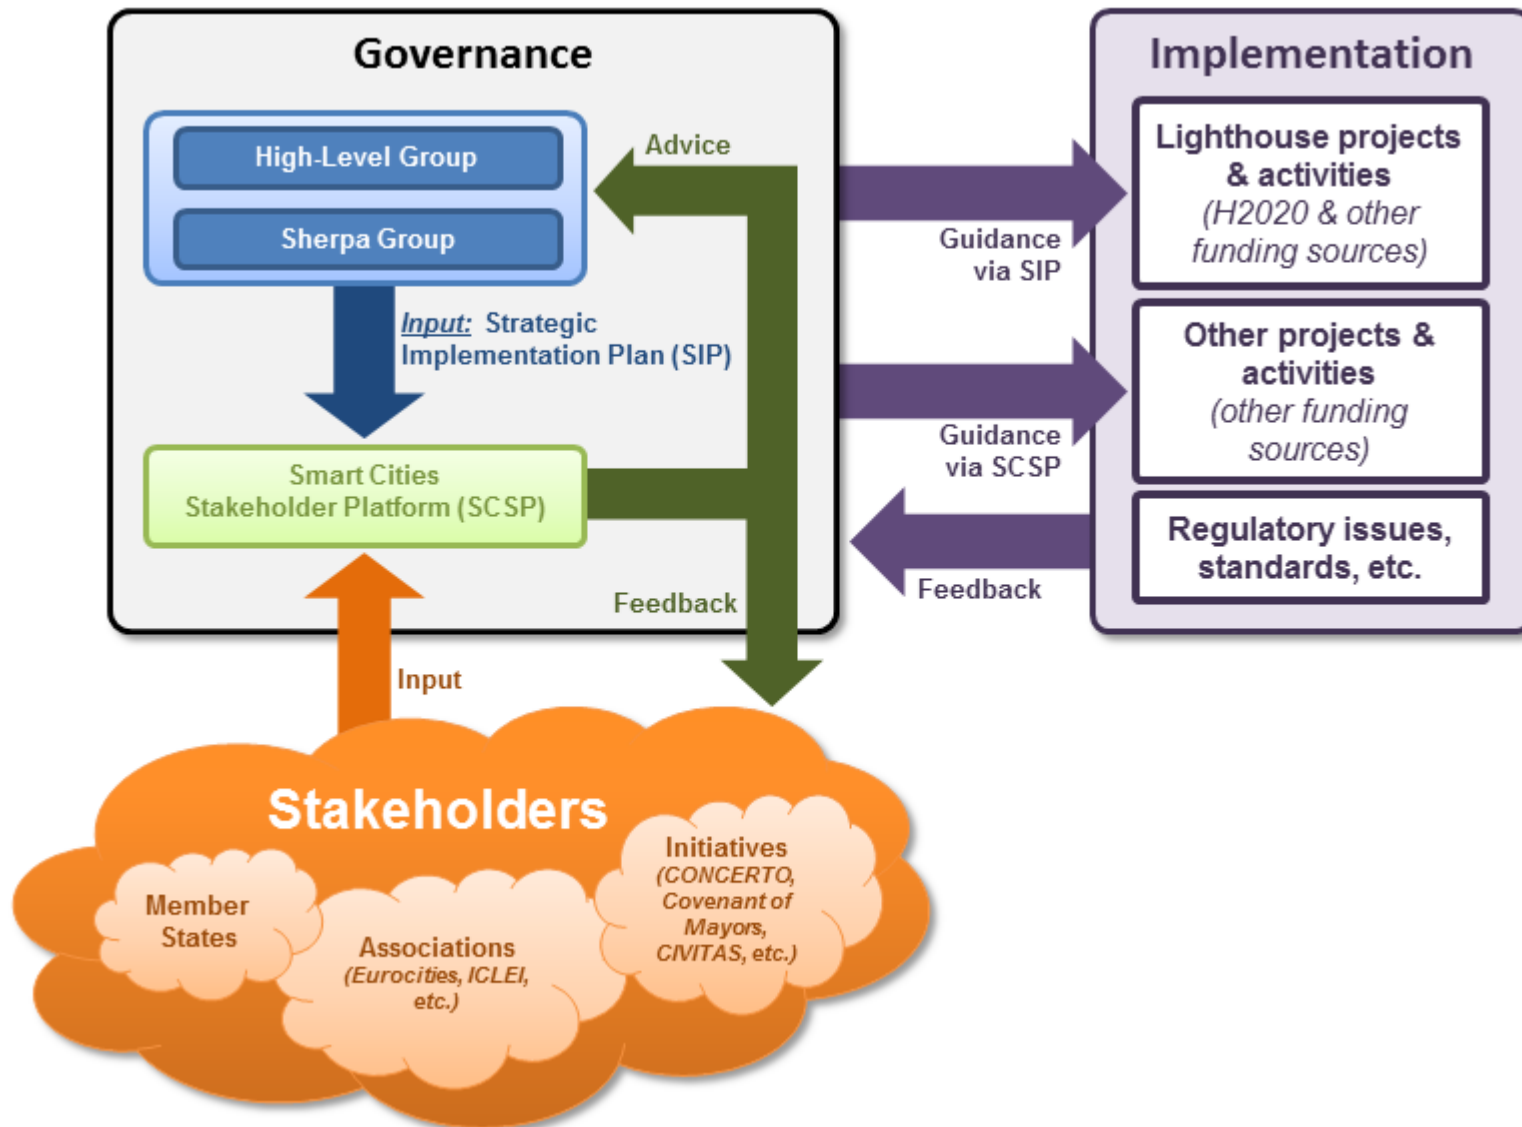 Governance
High-Level Group
Sherpa Group
Advice
Input: Strategic
Implementation Plan (SIP)
Smart Cities
Stakeholder Platform (SCSP)
Feedback
Input
Guidance
via SIP
Guidance
via SCSP
Feedback
Implementation
Lighthouse projects
& activities
(H2020 & other
funding sources)
Other projects &
activities
(other funding
sources)
Regulatory issues,
standards, etc.
Stakeholders
Member
States
Associations
(Eurocities, ICLEI,
etc.)
Initiatives
(CONCERTO,
Covenant of
Mayors,
CIVITAS, etc.)